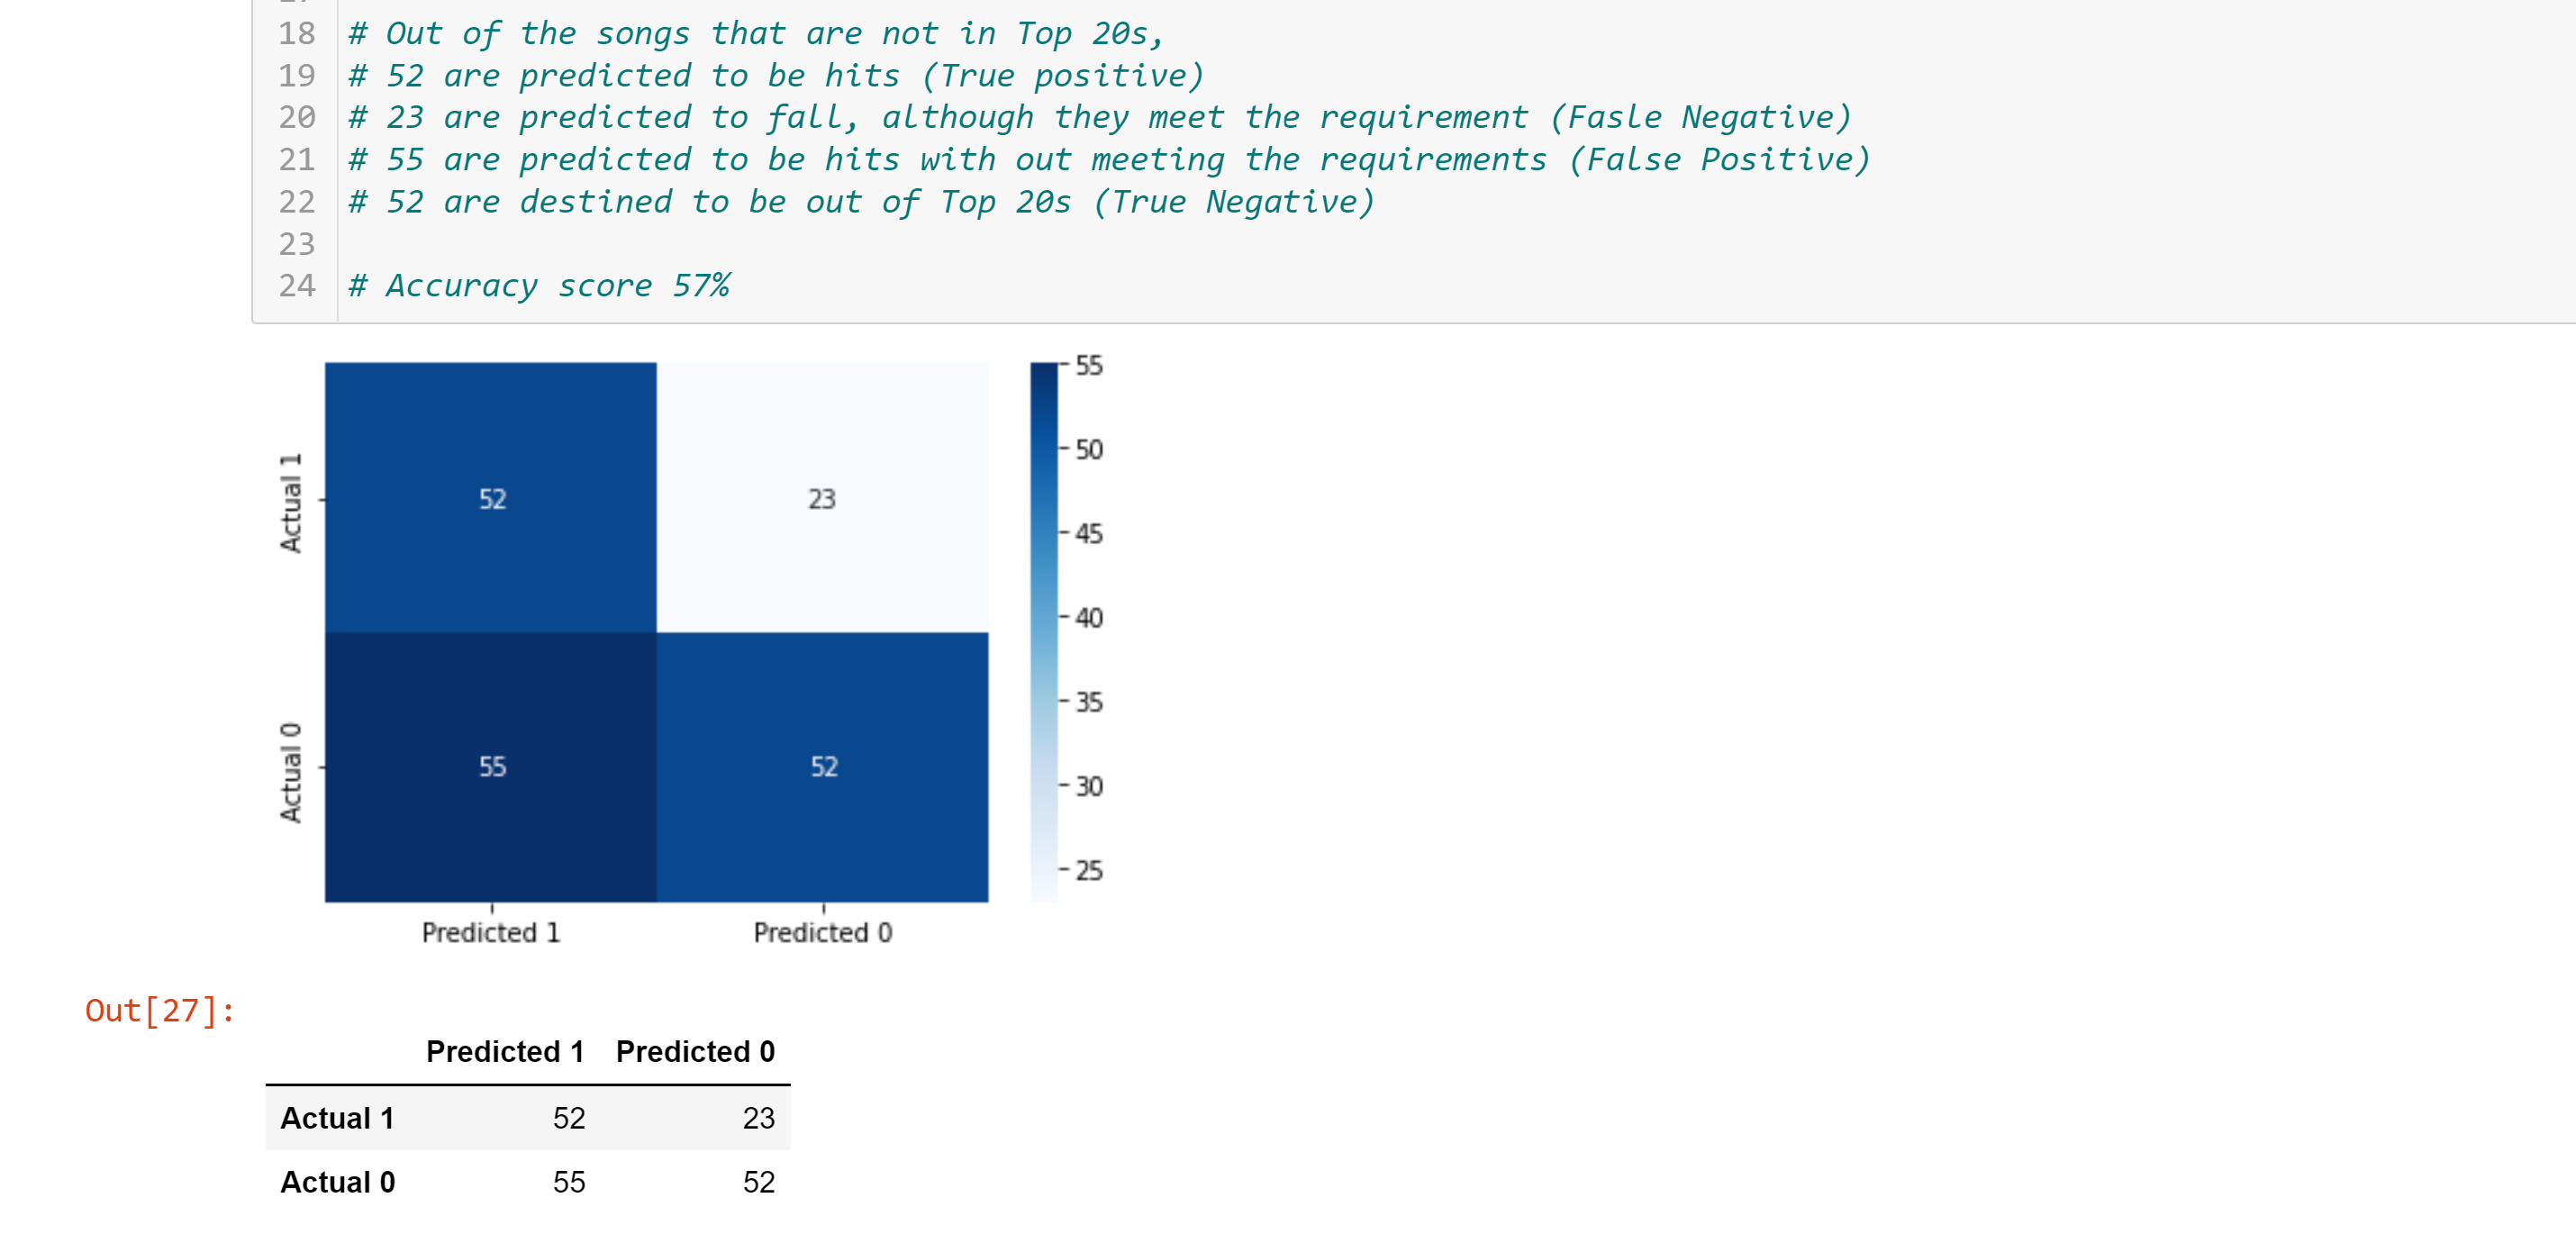 18 # Out of the songs that are not in Top 20s,
19 # 52 are predicted to be hits (True positive)
20 # 23 are predicted to fall, although they meet the requirement (Fasle Negative)
21 # 55 are predicted to be hits with out meeting the requirements (False Positive)
22 # 52 are destined to be out of Top 20s (True Negative)
23
24 # Accuracy score 57%
55
50
45
40
35
30
25
Actual 1
52 23
Actual 0
55 52
Predicted 1 Predicted 0
Out[27]:
Predicted 1 Predicted 0
Actual 1 52 23
Actual 0 55 52